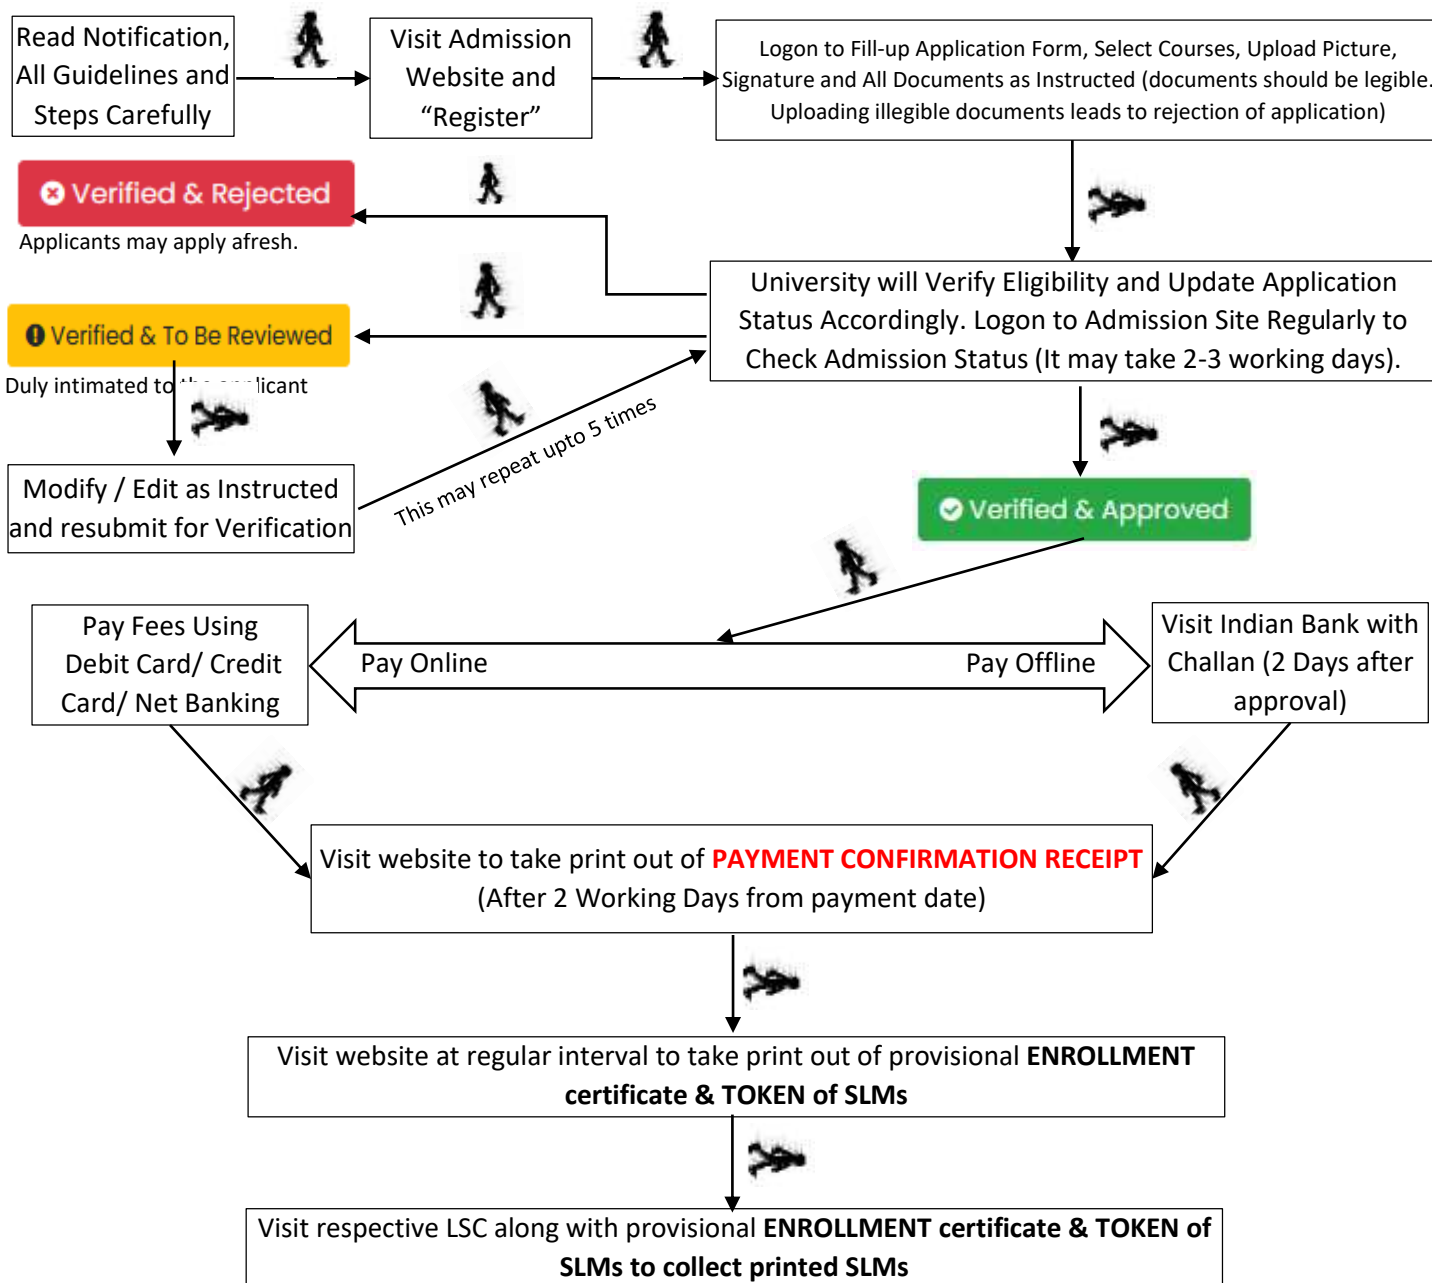 Read Notification,
All Guidelines and
Steps Carefully
Visit Admission
Website and
“Register”
Logon to Fill-up Application Form, Select Courses, Upload Picture,
Signature and All Documents as Instructed (documents should be legible.
Uploading illegible documents leads to rejection of application)
Verified & Rejected
Applicants may apply afresh.
University will Verify Eligibility and Update Application
Status Accordingly. Logon to Admission Site Regularly to
Check Admission Status (It may take 2-3 working days).
Verified & To Be Reviewed
Duly intimated to the applicant
This may repeat upto 5 times
Modify / Edit as Instructed
and resubmit for Verification
Verified & Approved
Pay Fees Using
Debit Card/ Credit
Card/ Net Banking
Pay Online
Pay Offline
Visit Indian Bank with
Challan (2 Days after
approval)
Visit website to take print out of PAYMENT CONFIRMATION RECEIPT
(After 2 Working Days from payment date)
Visit website at regular interval to take print out of provisional ENROLLMENT
certificate & TOKEN of SLMs
Visit respective LSC along with provisional ENROLLMENT certificate & TOKEN of
SLMs to collect printed SLMs